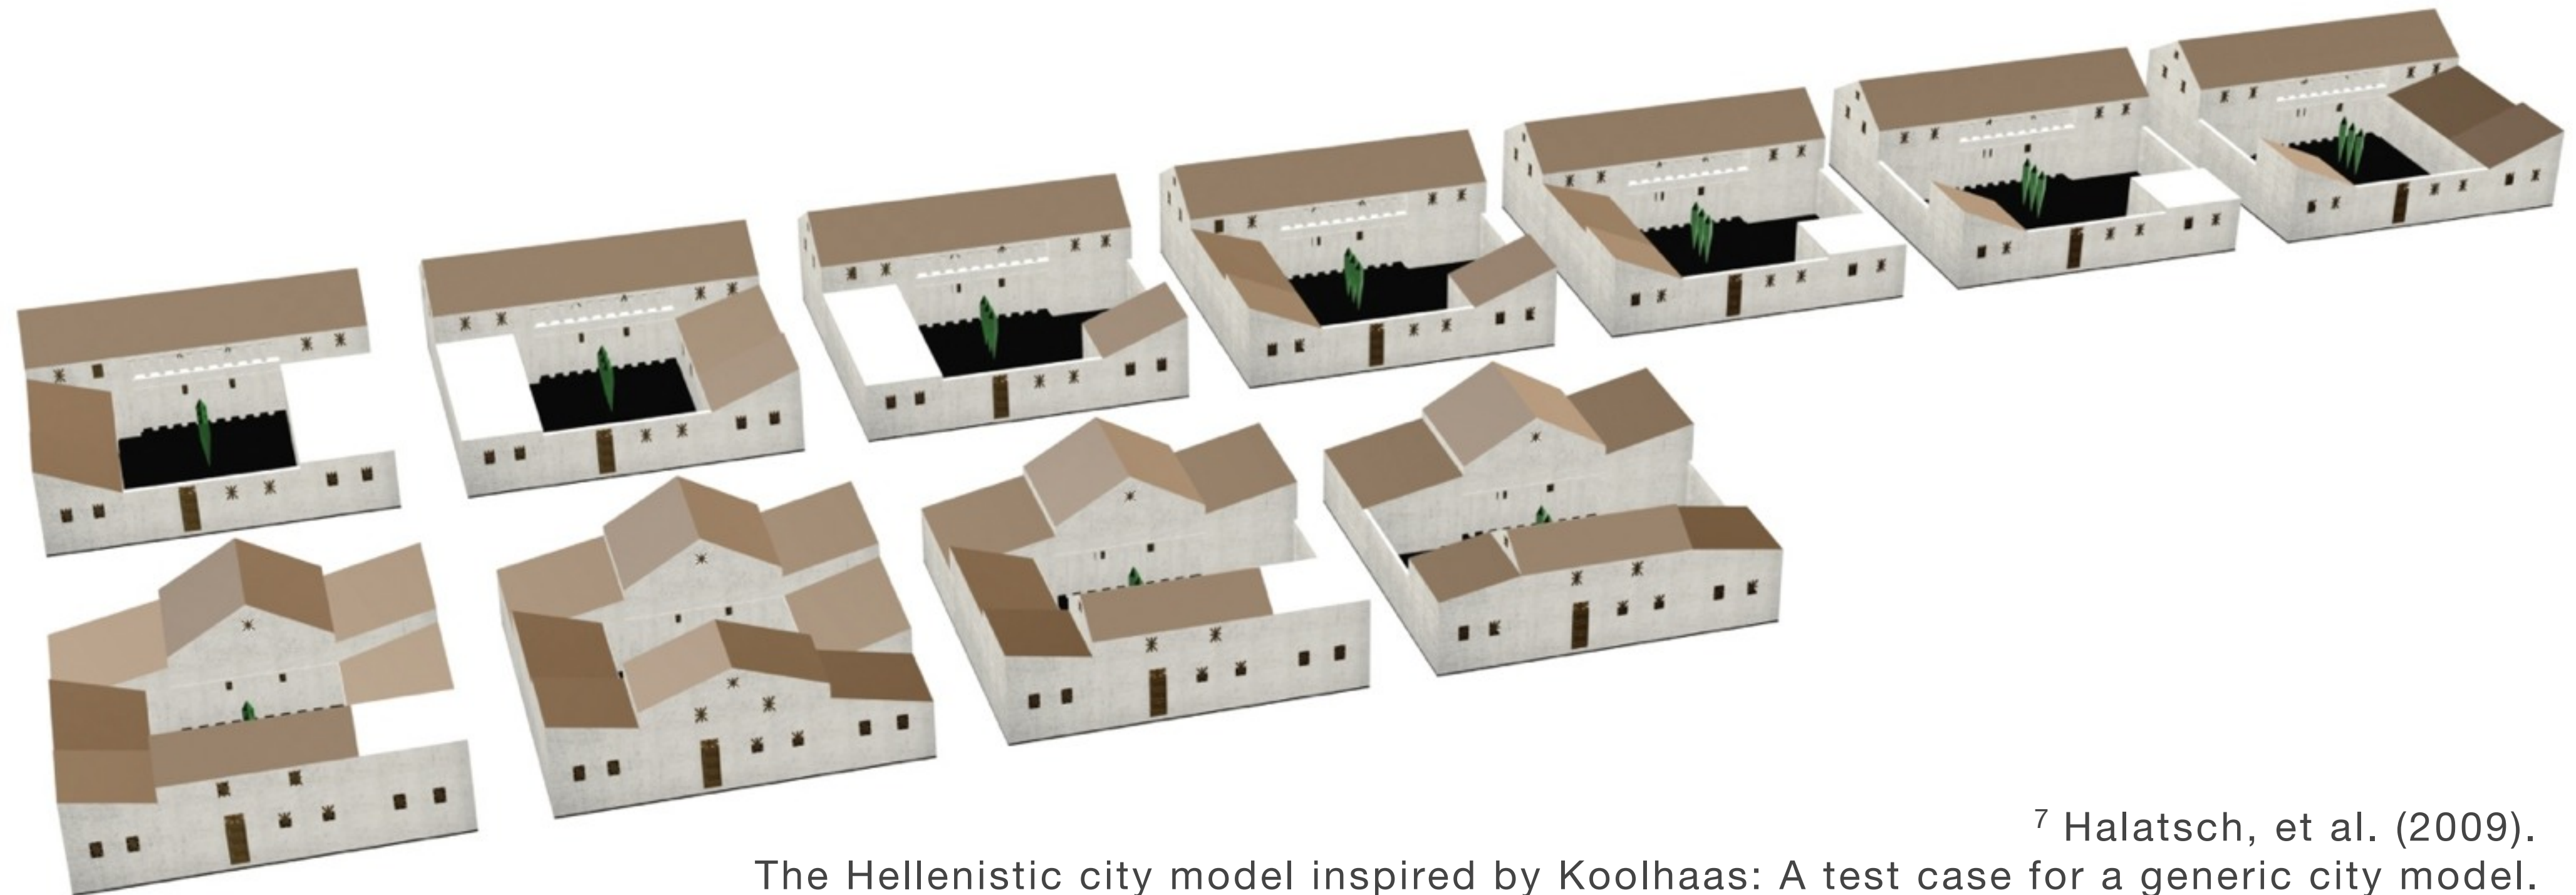 ⁷ Halatsch, et al. (2009).
The Hellenistic city model inspired by Koolhaas: A test case for a generic city model.